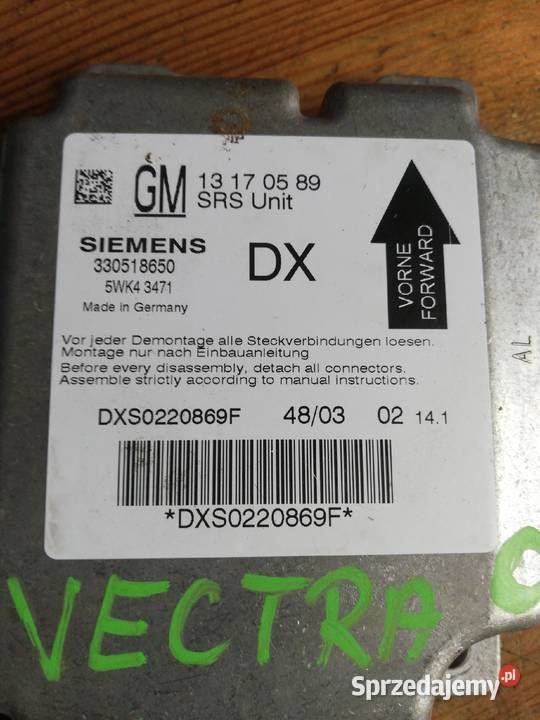 GM
13 17 05 89
SRS Unit
SIEMENS
330518650
5WK4 3471
Made in Germany
DX
VORNE
FORWARD
Vor jeder Demontage alle Steckverbindungen loesen.
Montage nur nach Einbauanleitung
Before every disassembly, detach all connectors.
Assemble strictly according to manual instructions.
DXS0220869F 48/03 02 14.1
*DXS0220869F*
AL
VECTRA
Sprzedajemy.pl